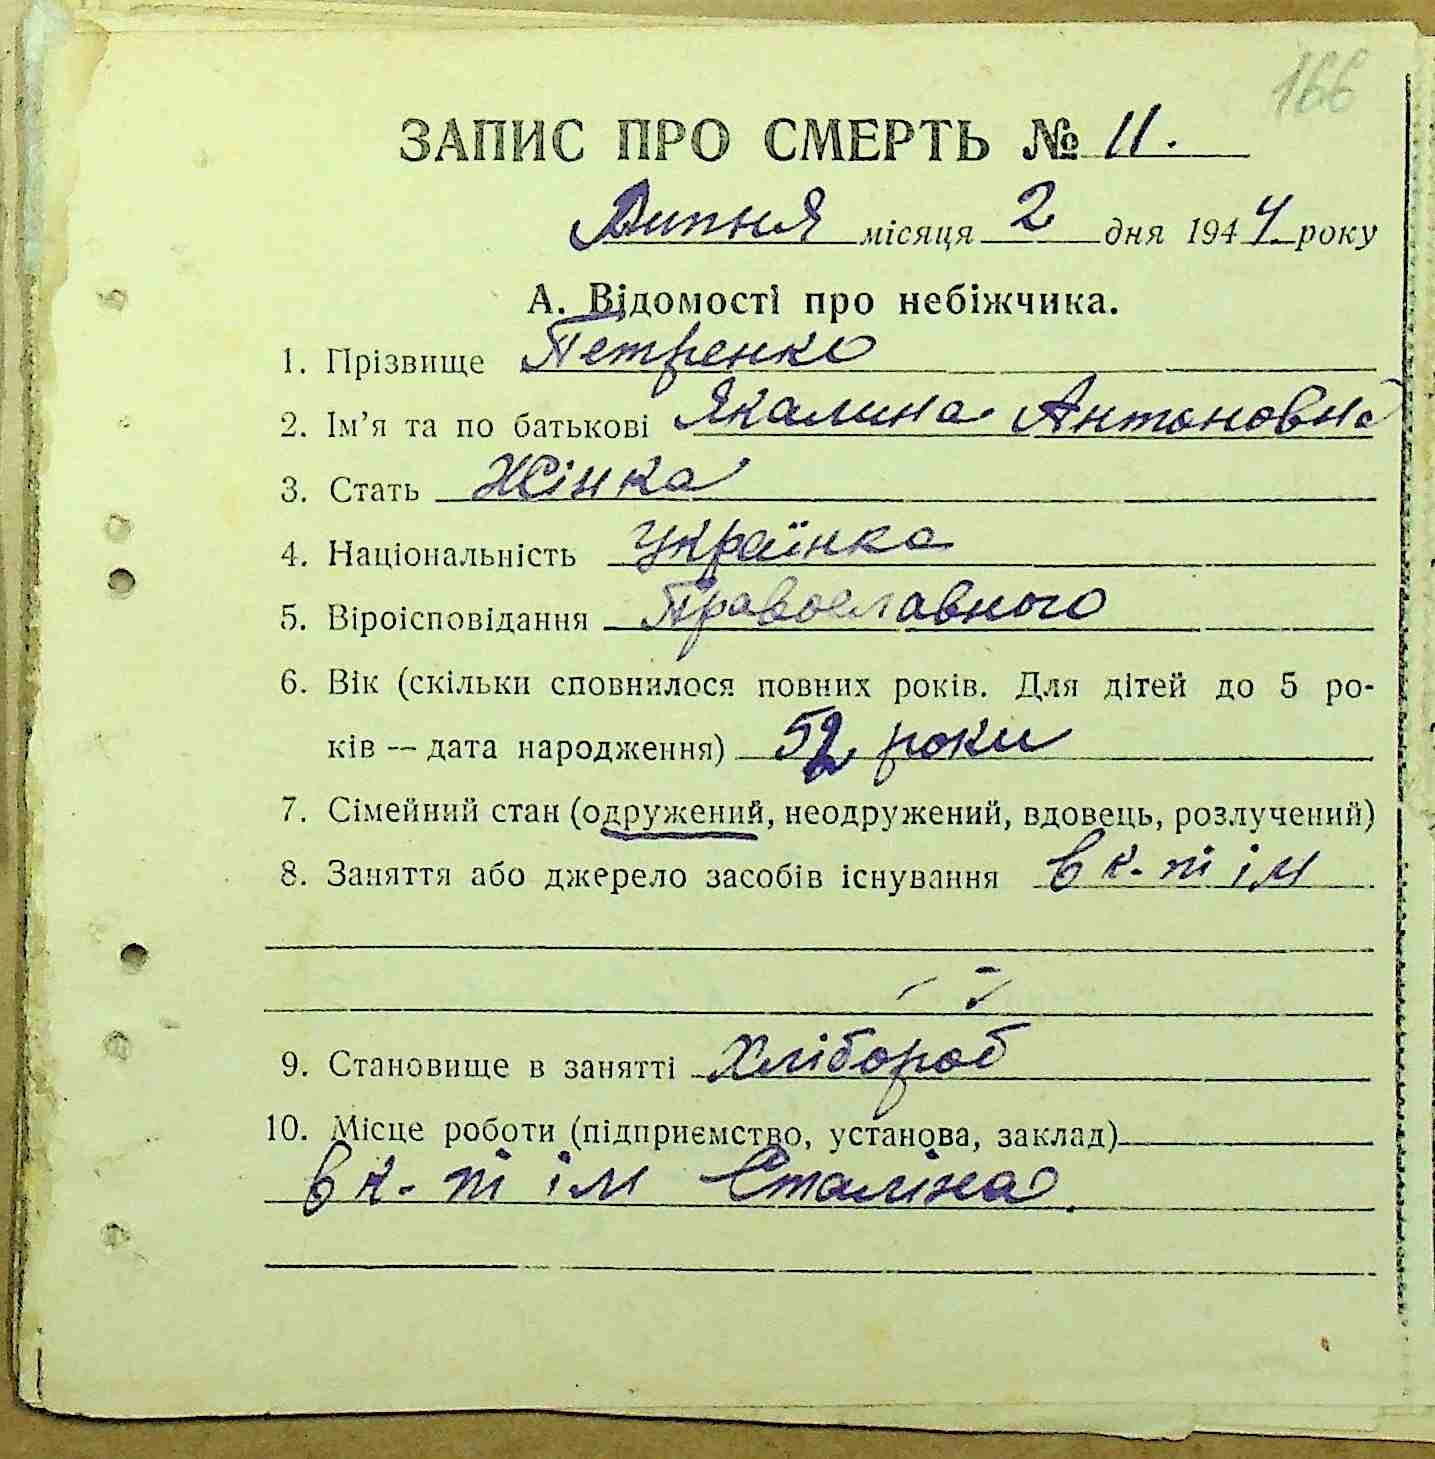 166
ЗАПИС ПРО СМЕРТЬ № 11.
Липня місяця 2 дня 1944 року
А. Відомості про небіжчика.
1. Прізвище Петренко
2. Ім’я та по батькові Якалина Антоновна
3. Стать Жінка
4. Національність Українка
5. Віроісповідання Православного
6. Вік (скільки сповнилося повних років. Для дітей до 5 ро-
ків — дата народження) 52 роки
7. Сімейний стан (одружений, неодружений, вдовець, розлучений)
8. Заняття або джерело засобів існування в к-ті ім
9. Становище в занятті Хлібороб
10. Місце роботи (підприємство, установа, заклад)
в к-ті ім Сталіна